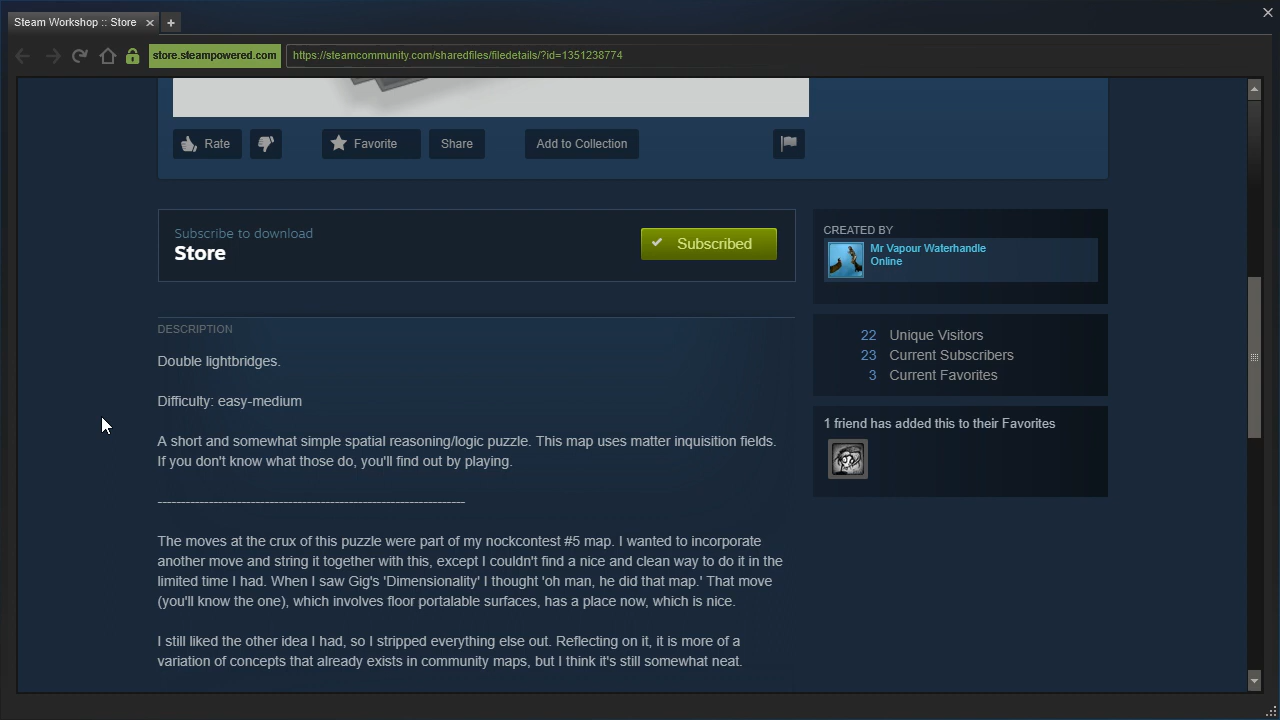 Steam Workshop :: Store
store.steampowered.com
https://steamcommunity.com/sharedfiles/filedetails/?id=1351238774
Rate
Favorite
Share
Add to Collection
Subscribe to download
Store
Subscribed
CREATED BY
Mr Vapour Waterhandle
Online
22 Unique Visitors
23 Current Subscribers
3 Current Favorites
1 friend has added this to their Favorites
DESCRIPTION
Double lightbridges.
Difficulty: easy-medium
A short and somewhat simple spatial reasoning/logic puzzle. This map uses matter inquisition fields.
If you don't know what those do, you'll find out by playing.
------------------------------------------------------------------
The moves at the crux of this puzzle were part of my nockcontest #5 map. I wanted to incorporate
another move and string it together with this, except I couldn't find a nice and clean way to do it in the
limited time I had. When I saw Gig's 'Dimensionality' I thought 'oh man, he did that map.' That move
(you'll know the one), which involves floor portalable surfaces, has a place now, which is nice.
I still liked the other idea I had, so I stripped everything else out. Reflecting on it, it is more of a
variation of concepts that already exists in community maps, but I think it's still somewhat neat.